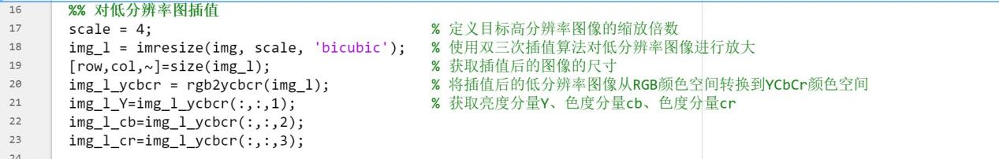 16 %% 对低分辨率图插值
17 scale = 4; % 定义目标高分辨率图像的缩放倍数
18 img_l = imresize(img, scale, 'bicubic'); % 使用双三次插值算法对低分辨率图像进行放大
19 [row,col,~]=size(img_l); % 获取插值后的图像的尺寸
20 img_l_ycbcr = rgb2ycbcr(img_l); % 将插值后的低分辨率图像从RGB颜色空间转换到YCbCr颜色空间
21 img_l_Y=img_l_ycbcr(:,:,1); % 获取亮度分量Y、色度分量cb、色度分量cr
22 img_l_cb=img_l_ycbcr(:,:,2);
23 img_l_cr=img_l_ycbcr(:,:,3);
24